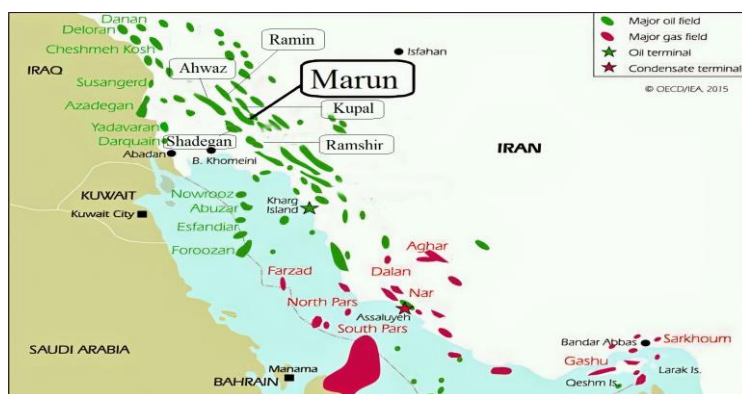 Danan
Deloran
Cheshmeh Kosh
IRAQ
Susangerd
Azadegan
Yadavaran
Darquain
Abadan
B. Khomeini
Ahwaz
Ramin
Marun
Kupal
Shadegan
Ramshir
Isfahan
IRAN
Major oil field
Major gas field
Oil terminal
Condensate terminal
© OECD/IEA, 2015
KUWAIT
Kuwait City
Nowrooz
Abuzar
Esfandiar
Foroozan
Kharg
Island
Farzad
North Pars
South Pars
Aghar
Dalan
Nar
Assaluyeh
SAUDI ARABIA
Manama
BAHRAIN
Bandar Abbas
Sarkhoum
Gashu
Larak Is.
Qeshm Is.